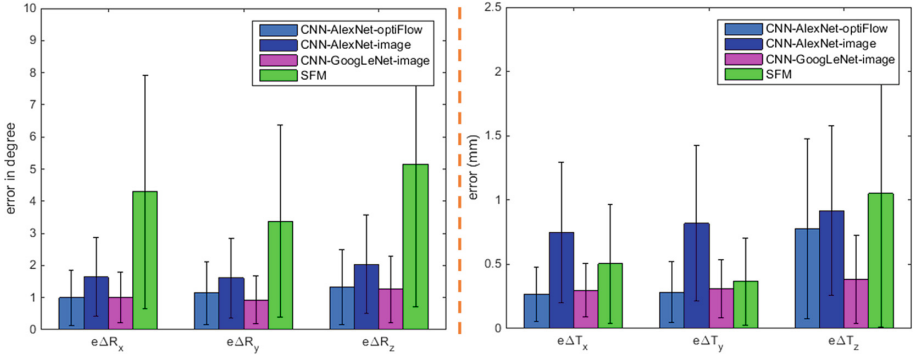 error in degree
10
9
8
7
6
5
4
3
2
1
0
CNN-AlexNet-optiFlow
CNN-AlexNet-image
CNN-GoogLeNet-image
SFM
eΔRx
eΔRy
eΔRz
error (mm)
2.5
2
1.5
1
0.5
0
CNN-AlexNet-optiFlow
CNN-AlexNet-image
CNN-GoogLeNet-image
SFM
eΔTx
eΔTy
eΔTz